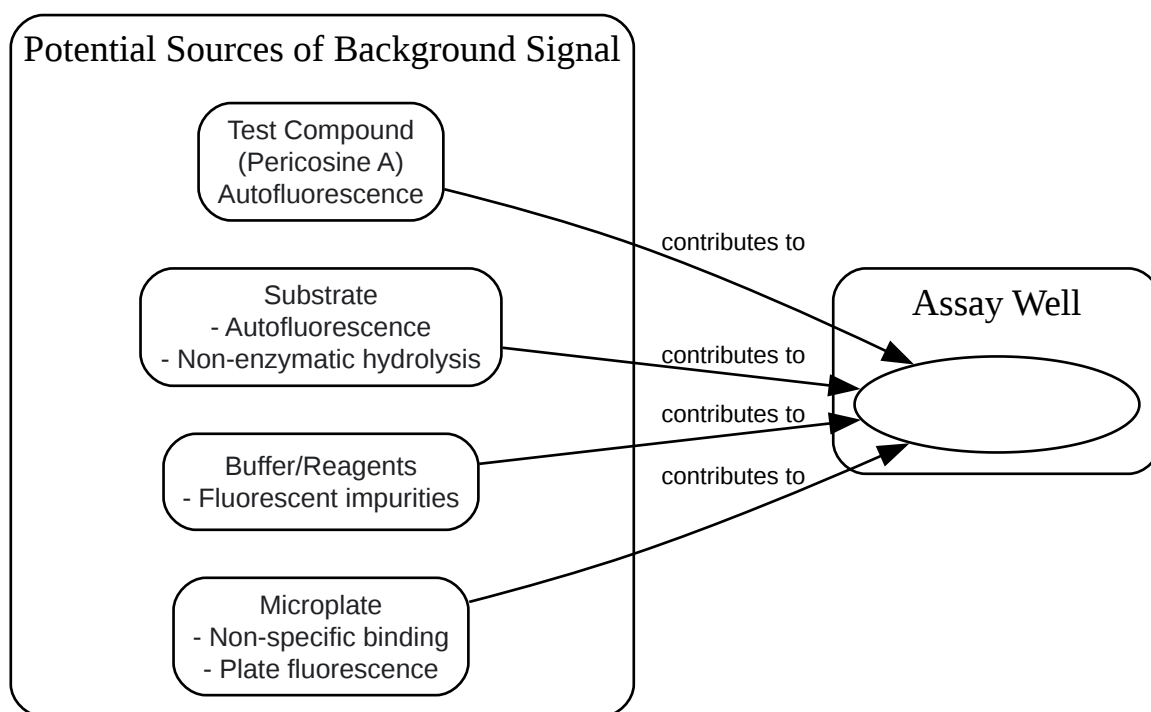 Potential Sources of Background Signal
Test Compound
(Pericosine A)
Autofluorescence
contributes to
Substrate
- Autofluorescence
- Non-enzymatic hydrolysis
contributes to
Buffer/Reagents
- Fluorescent impurities
contributes to
Microplate
- Non-specific binding
- Plate fluorescence
contributes to
Assay Well